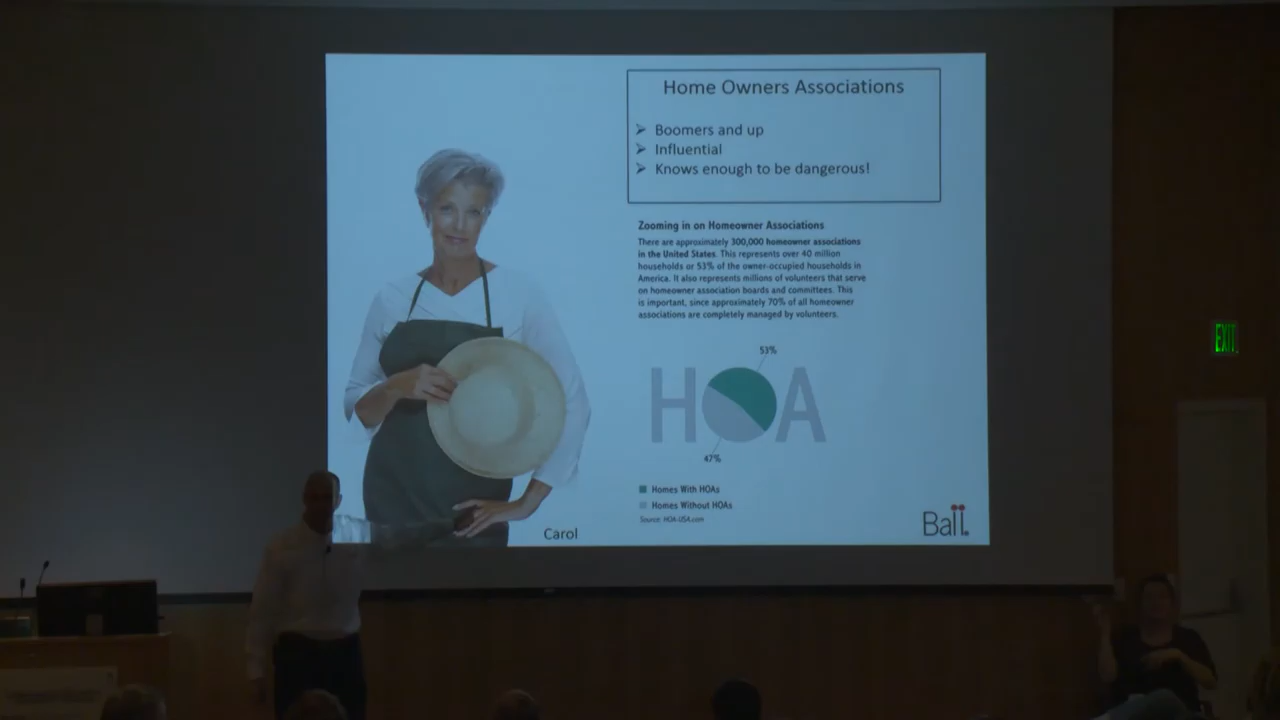 Home Owners Associations
➢ Boomers and up
➢ Influential
➢ Knows enough to be dangerous!
Zooming in on Homeowner Associations
There are approximately 300,000 homeowner associations
in the United States. This represents over 40 million
households or 53% of the owner-occupied households in
America. It also represents millions of volunteers that serve
on homeowner association boards and committees. This
is important, since approximately 70% of all homeowner
associations are completely managed by volunteers.
53%
HOA
47%
Homes With HOAs
Homes Without HOAs
Source: HOA-USA.com
Carol
Ball
EXIT